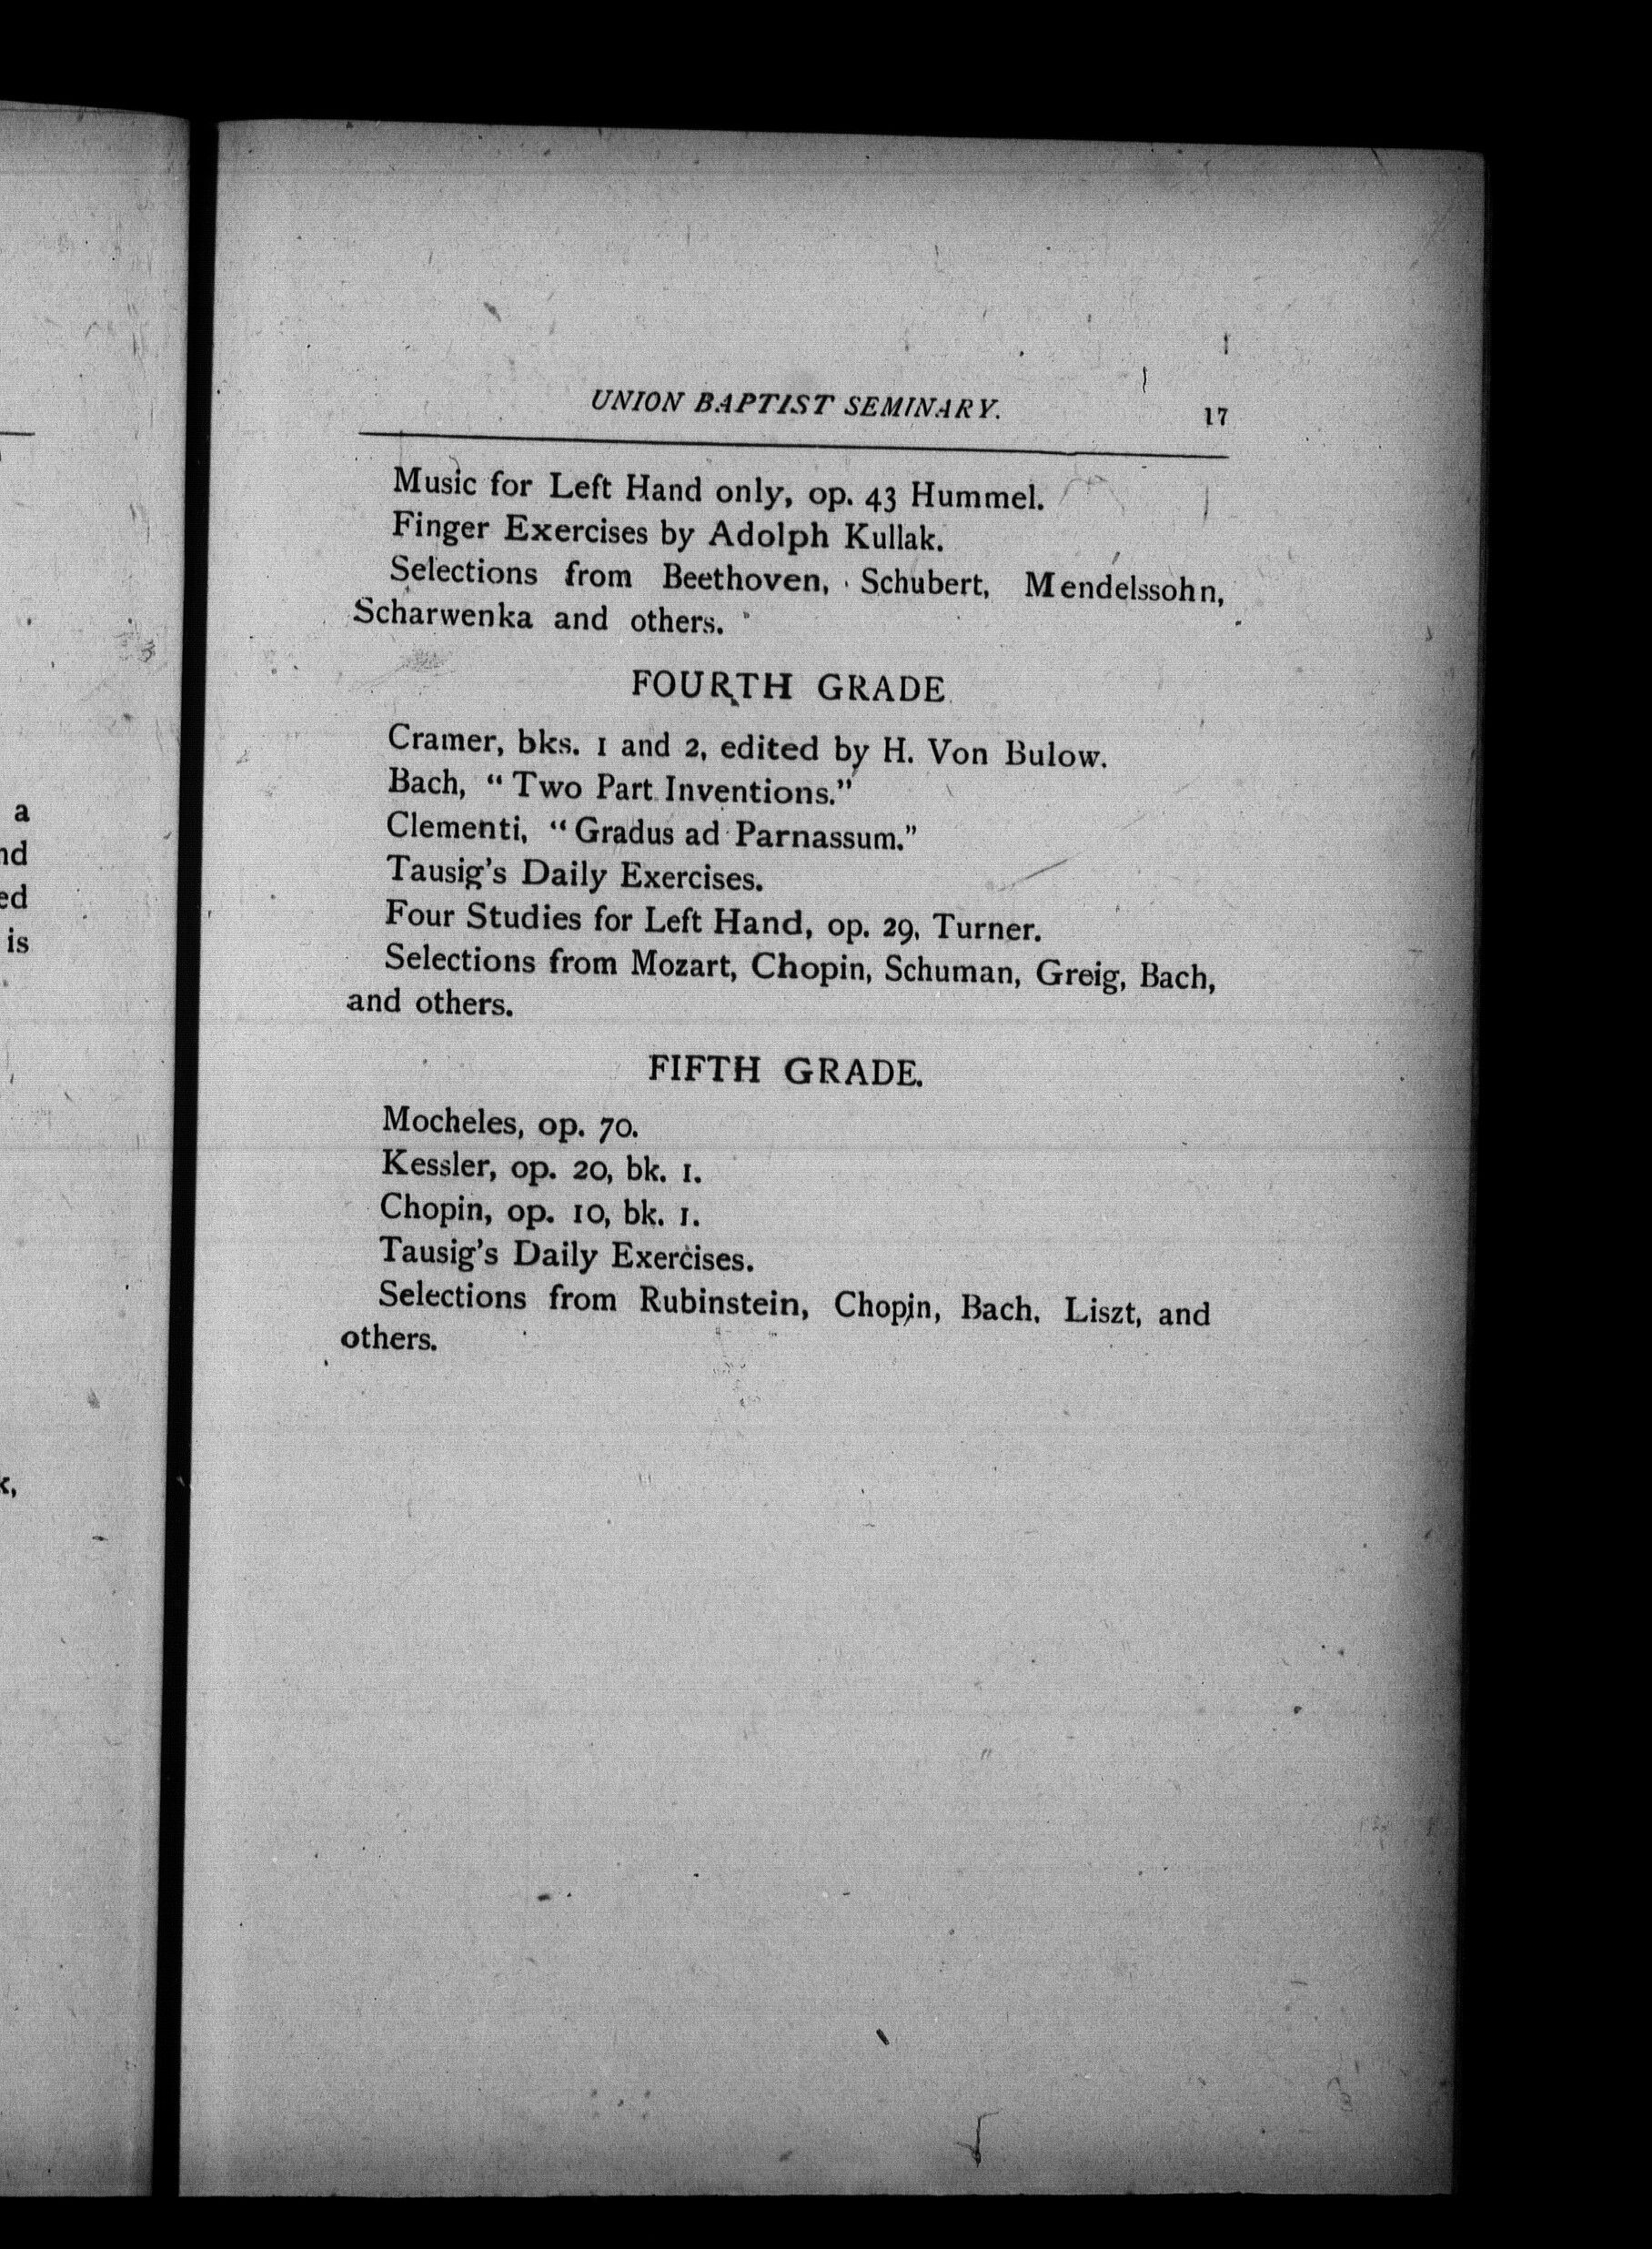 UNION BAPTIST SEMINARY. 17
Music for Left Hand only, op. 43 Hummel.
Finger Exercises by Adolph Kullak.
Selections from Beethoven, Schubert, Mendelssohn,
Scharwenka and others.
FOURTH GRADE
Cramer, bks. 1 and 2, edited by H. Von Bulow.
Bach, “Two Part Inventions.”
Clementi, “Gradus ad Parnassum.”
Tausig’s Daily Exercises.
Four Studies for Left Hand, op. 29, Turner.
Selections from Mozart, Chopin, Schuman, Greig, Bach,
and others.
FIFTH GRADE.
Mocheles, op. 70.
Kessler, op. 20, bk. 1.
Chopin, op. 10, bk. 1.
Tausig’s Daily Exercises.
Selections from Rubinstein, Chopin, Bach, Liszt, and
others.